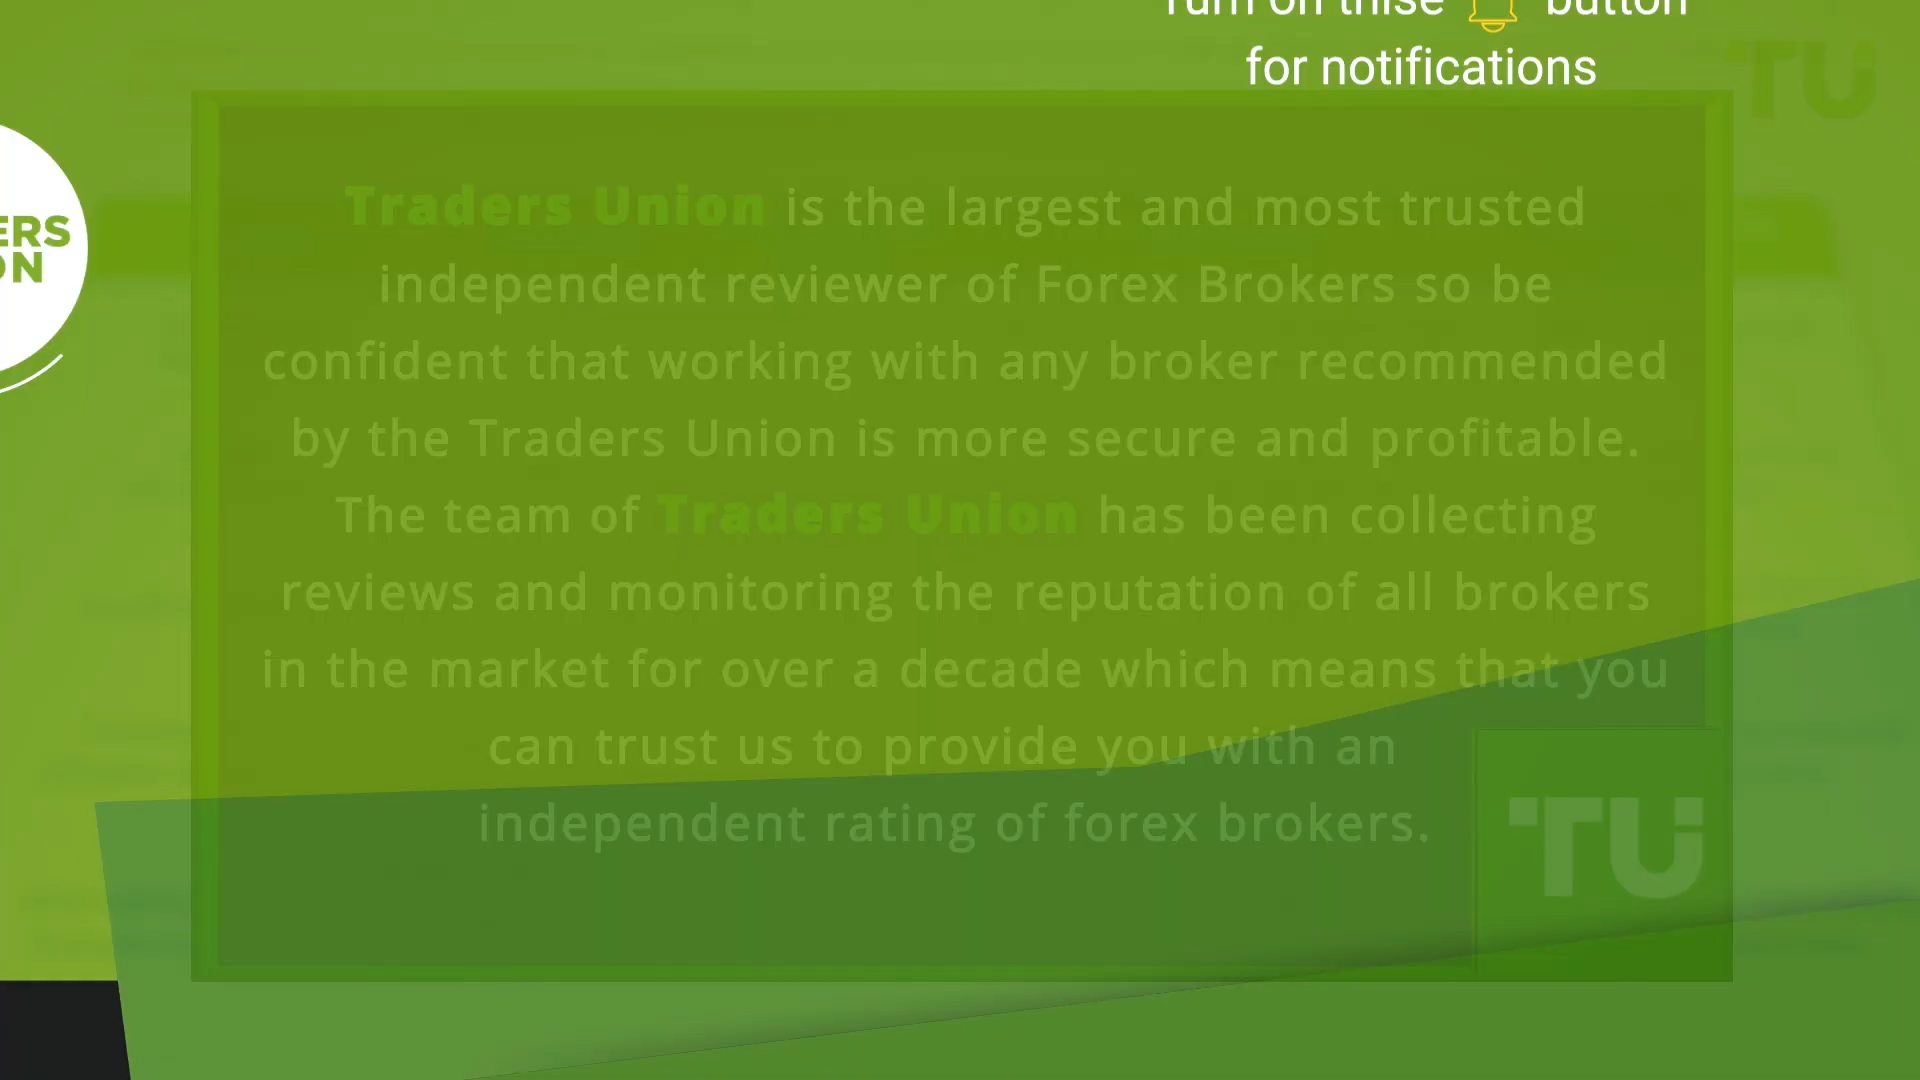 Turn on thise button
for notifications
TU
ERS
ON
Traders Union is the largest and most trusted
independent reviewer of Forex Brokers so be
confident that working with any broker recommended
by the Traders Union is more secure and profitable.
The team of Traders Union has been collecting
reviews and monitoring the reputation of all brokers
in the market for over a decade which means that you
can trust us to provide you with an
independent rating of forex brokers.
TU